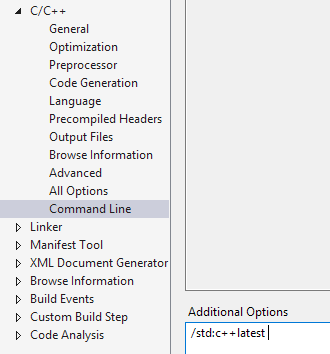 C/C++
General
Optimization
Preprocessor
Code Generation
Language
Precompiled Headers
Output Files
Browse Information
Advanced
All Options
Command Line
Linker
Manifest Tool
XML Document Generator
Browse Information
Build Events
Custom Build Step
Code Analysis
Additional Options
/std:c++latest